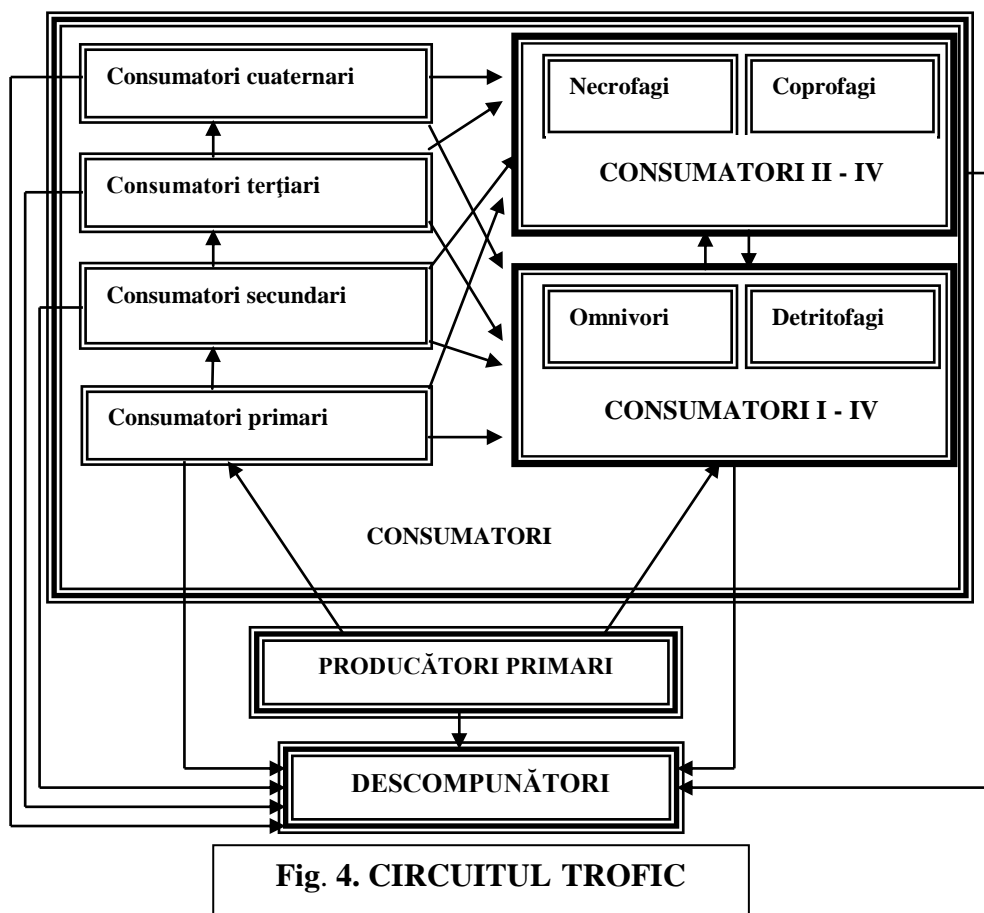 Consumatori cuaternari
Necrofagi
Coprofagi
Consumatori terţiari
CONSUMATORI II - IV
Consumatori secundari
Omnivori
Detritofagi
Consumatori primari
CONSUMATORI I - IV
CONSUMATORI
PRODUCĂTORI PRIMARI
DESCOMPUNĂTORI
Fig. 4. CIRCUITUL TROFIC